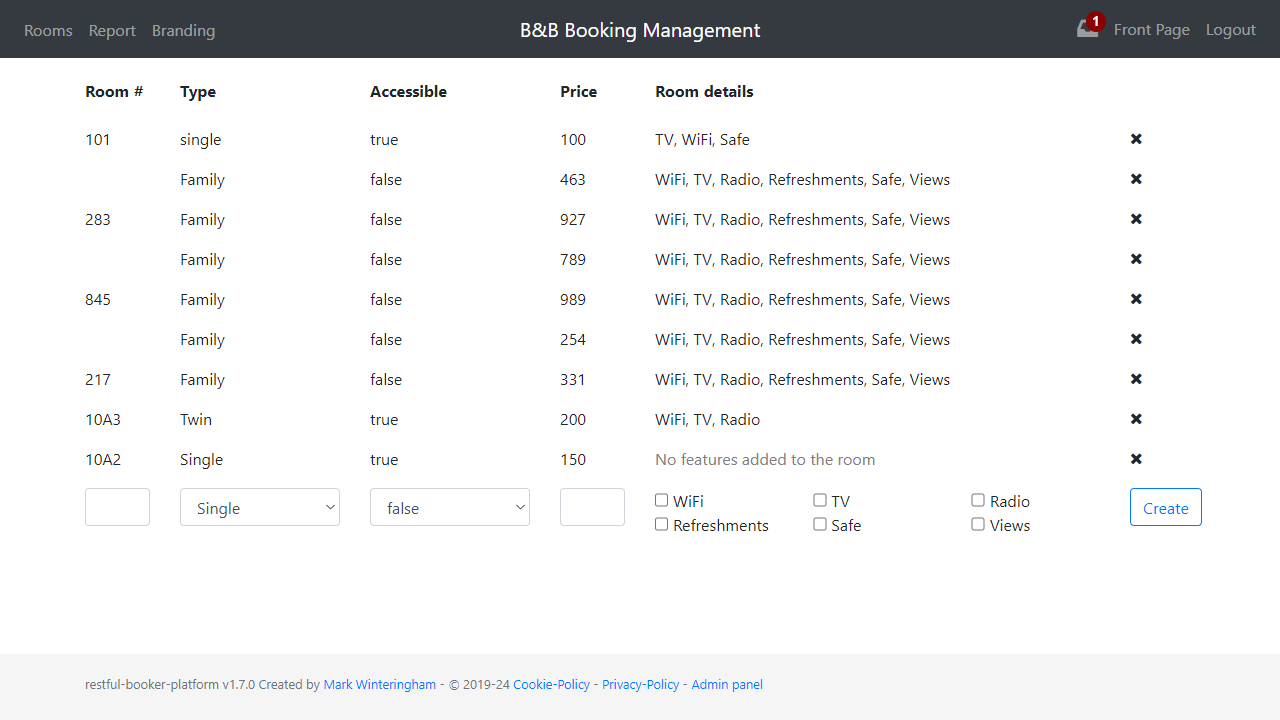 Rooms Report Branding B&B Booking Management 1 Front Page Logout
Room # Type Accessible Price Room details
101 single true 100 TV, WiFi, Safe
Family false 463 WiFi, TV, Radio, Refreshments, Safe, Views
283 Family false 927 WiFi, TV, Radio, Refreshments, Safe, Views
Family false 789 WiFi, TV, Radio, Refreshments, Safe, Views
845 Family false 989 WiFi, TV, Radio, Refreshments, Safe, Views
Family false 254 WiFi, TV, Radio, Refreshments, Safe, Views
217 Family false 331 WiFi, TV, Radio, Refreshments, Safe, Views
10A3 Twin true 200 WiFi, TV, Radio
10A2 Single true 150 No features added to the room
Single false WiFi TV Radio Create
Refreshments Safe Views
restful-booker-platform v1.7.0 Created by Mark Winteringham - © 2019-24 Cookie-Policy - Privacy-Policy - Admin panel